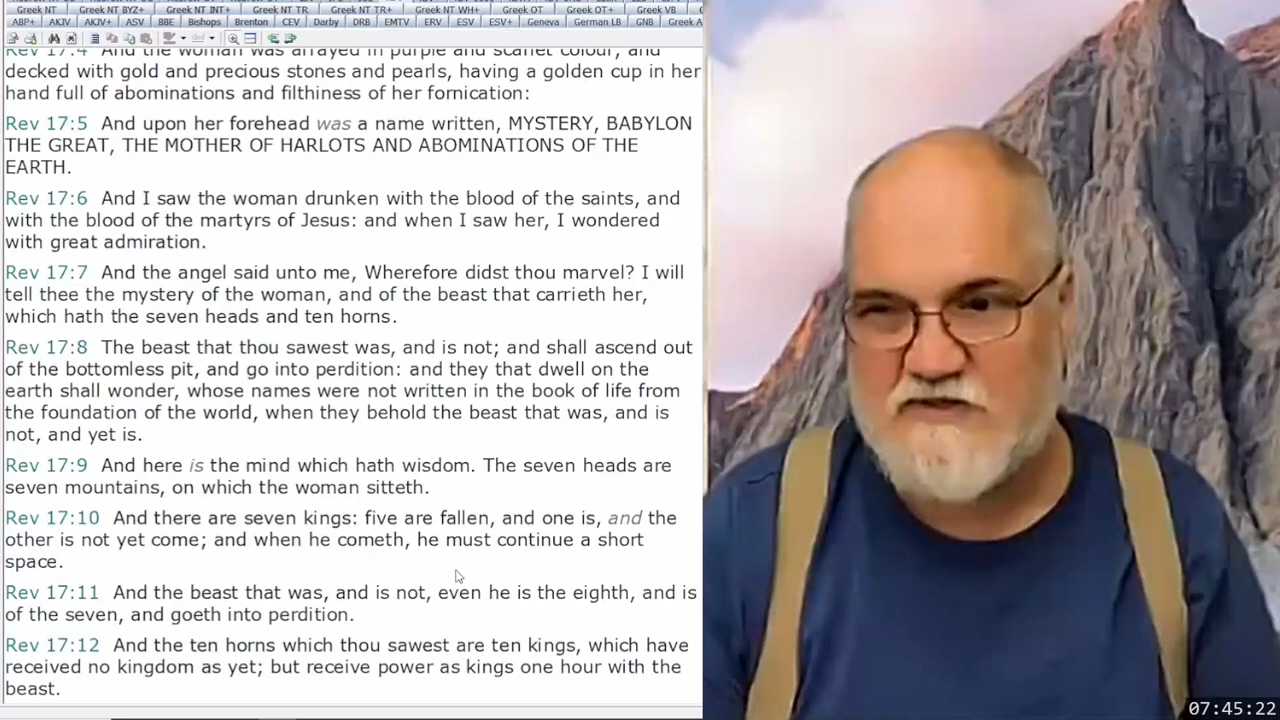 Greek NT Greek NT BYZ+ Greek NT INT+ Greek NT TR Greek NT TR+ Greek NT WH+ Greek OT Greek OT+ Greek VB
ABP+ AKJV AKJV+ ASV BBE Bishops Brenton CEV Darby DRB EMTV ERV ESV ESV+ Geneva German LB GNB Greek A
Rev 17:4 And the woman was arrayed in purple and scarlet colour, and
decked with gold and precious stones and pearls, having a golden cup in her
hand full of abominations and filthiness of her fornication:
Rev 17:5 And upon her forehead was a name written, MYSTERY, BABYLON
THE GREAT, THE MOTHER OF HARLOTS AND ABOMINATIONS OF THE
EARTH.
Rev 17:6 And I saw the woman drunken with the blood of the saints, and
with the blood of the martyrs of Jesus: and when I saw her, I wondered
with great admiration.
Rev 17:7 And the angel said unto me, Wherefore didst thou marvel? I will
tell thee the mystery of the woman, and of the beast that carrieth her,
which hath the seven heads and ten horns.
Rev 17:8 The beast that thou sawest was, and is not; and shall ascend out
of the bottomless pit, and go into perdition: and they that dwell on the
earth shall wonder, whose names were not written in the book of life from
the foundation of the world, when they behold the beast that was, and is
not, and yet is.
Rev 17:9 And here is the mind which hath wisdom. The seven heads are
seven mountains, on which the woman sitteth.
Rev 17:10 And there are seven kings: five are fallen, and one is, and the
other is not yet come; and when he cometh, he must continue a short
space.
Rev 17:11 And the beast that was, and is not, even he is the eighth, and is
of the seven, and goeth into perdition.
Rev 17:12 And the ten horns which thou sawest are ten kings, which have
received no kingdom as yet; but receive power as kings one hour with the
beast.
07:45:22